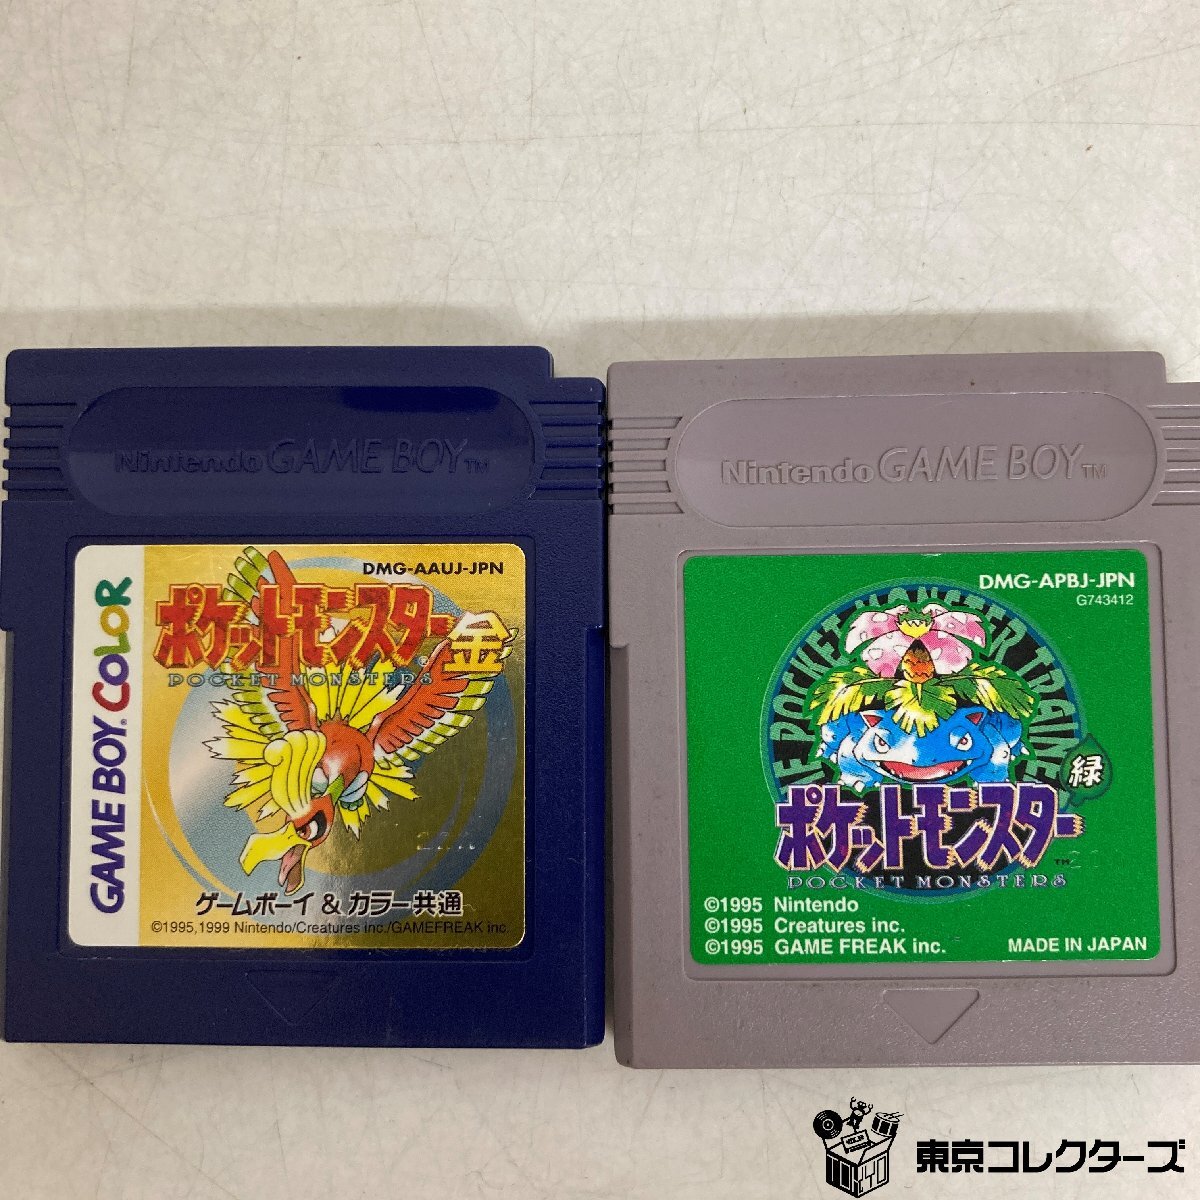 Nintendo GAME BOY TM
GAME BOY COLOR
DMG-AAUJ-JPN
ポケットモンスター 金
POCKET MONSTERS
ゲームボーイ & カラー共通
©1995,1999 Nintendo/Creatures inc./GAMEFREAK inc.
Nintendo GAME BOY TM
DMG-APBJ-JPN
G743412
POCKET MONSTER TRAINE
緑
ポケットモンスター
TM
POCKET MONSTERS
©1995 Nintendo
©1995 Creatures inc.
©1995 GAME FREAK inc.
MADE IN JAPAN
東京コレクターズ